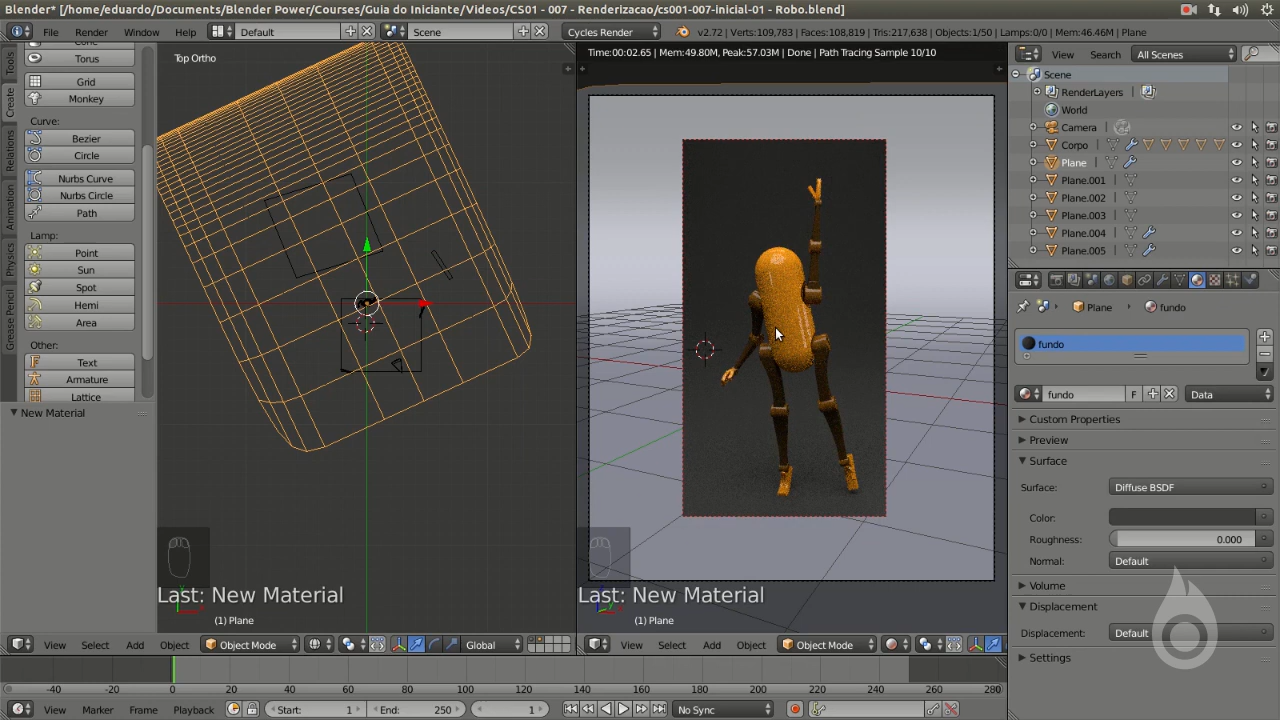 Blender* [/home/eduardo/Documents/Blender Power/Courses/Guia do Iniciante/Videos/CS01 - 007 - Renderizacao/cs001-007-inicial-01 - Robo.blend]
File Render Window Help Default Scene Cycles Render v2.72 | Verts:109,783 | Faces:108,819 | Tris:217,638 | Objects:1/50 | Lamps:0/0 | Mem:46.46M | Plane
Tools
Create
Relations
Animation
Physics
Grease Pencil
Torus
Grid
Monkey
Curve:
Bezier
Circle
Nurbs Curve
Nurbs Circle
Path
Lamp:
Point
Sun
Spot
Hemi
Area
Other:
Text
Armature
Lattice
New Material
Top Ortho
Last: New Material
(1) Plane
View Select Add Object Object Mode Global
Time:00:02.65 | Mem:49.80M, Peak:57.03M | Done | Path Tracing Sample 10/10
Last: New Material
(1) Plane
View Select Add Object Object Mode
View Search All Scenes
Scene
RenderLayers
World
Camera
Corpo
Plane
Plane.001
Plane.002
Plane.003
Plane.004
Plane.005
Plane fundo
fundo
fundo F Data
Custom Properties
Preview
Surface
Surface: Diffuse BSDF
Color:
Roughness: 0.000
Normal: Default
Volume
Displacement
Displacement: Default
Settings
-40 -20 0 20 40 60 80 100 120 140 160 180 200 220 240 260 280
View Marker Frame Playback Start: 1 End: 250 1 No Sync